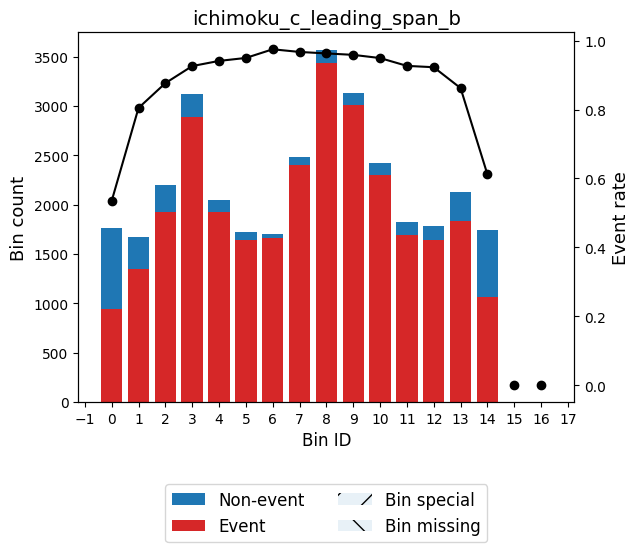 ichimoku_c_leading_span_b
3500
3000
2500
2000
1500
1000
500
0
Bin count
1.0
0.8
0.6
0.4
0.2
0.0
Event rate
−1 0 1 2 3 4 5 6 7 8 9 10 11 12 13 14 15 16 17
Bin ID
Non-event Bin special
Event Bin missing